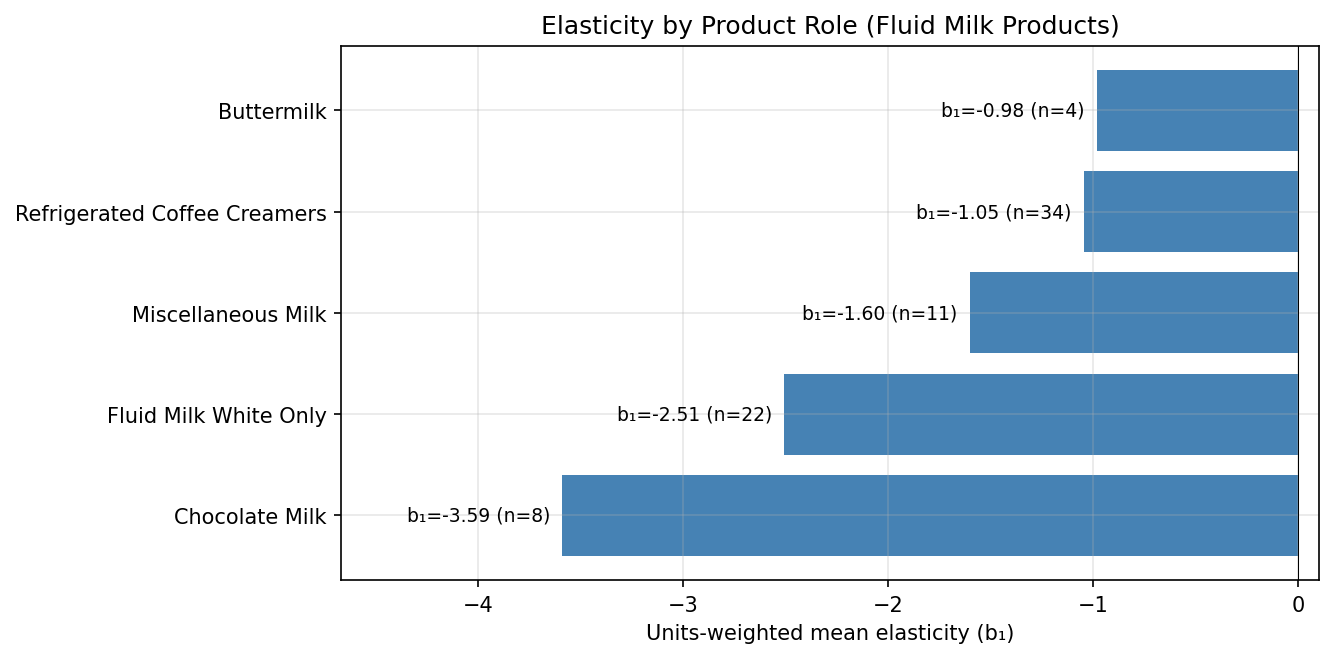 Elasticity by Product Role (Fluid Milk Products)
Buttermilk
b₁=-0.98 (n=4)
Refrigerated Coffee Creamers
b₁=-1.05 (n=34)
Miscellaneous Milk
b₁=-1.60 (n=11)
Fluid Milk White Only
b₁=-2.51 (n=22)
Chocolate Milk
b₁=-3.59 (n=8)
−4 −3 −2 −1 0
Units-weighted mean elasticity (b₁)